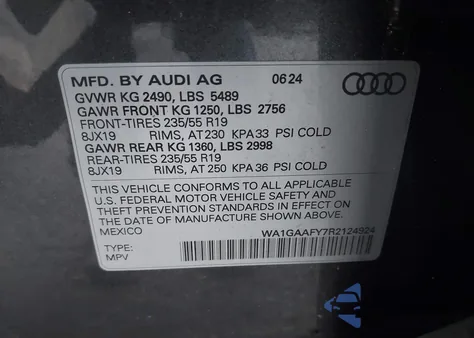 MFD. BY AUDI AG 06 24
GVWR KG 2490, LBS 5489
GAWR FRONT KG 1250, LBS 2756
FRONT-TIRES 235/55 R19
8JX19 RIMS, AT 230 KPA 33 PSI COLD
GAWR REAR KG 1360, LBS 2998
REAR-TIRES 235/55 R19
8JX19 RIMS, AT 250 KPA 36 PSI COLD
THIS VEHICLE CONFORMS TO ALL APPLICABLE
U.S. FEDERAL MOTOR VEHICLE SAFETY AND
THEFT PREVENTION STANDARDS IN EFFECT ON
THE DATE OF MANUFACTURE SHOWN ABOVE
MEXICO
WA1GAAFY7R2124924
TYPE:
MPV